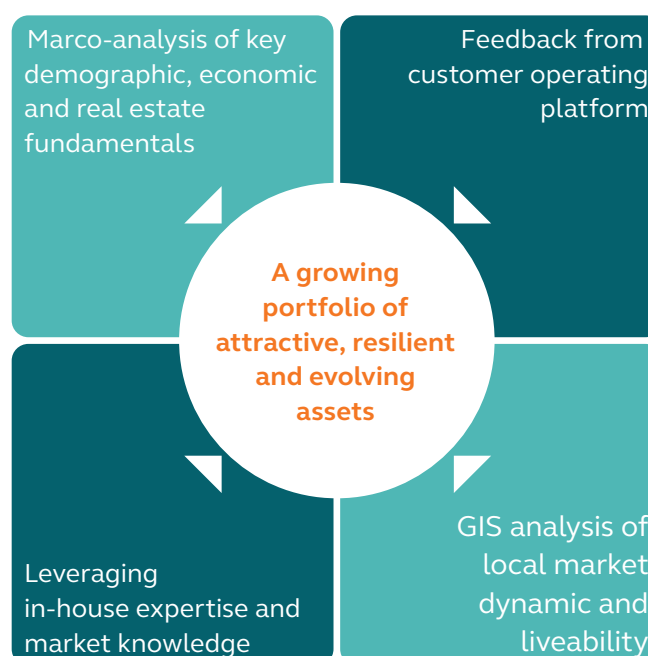 Marco-analysis of key
demographic, economic
and real estate
fundamentals
Feedback from
customer operating
platform
A growing
portfolio of
attractive, resilient
and evolving
assets
Leveraging
in-house expertise and
market knowledge
GIS analysis of
local market
dynamic and
liveability